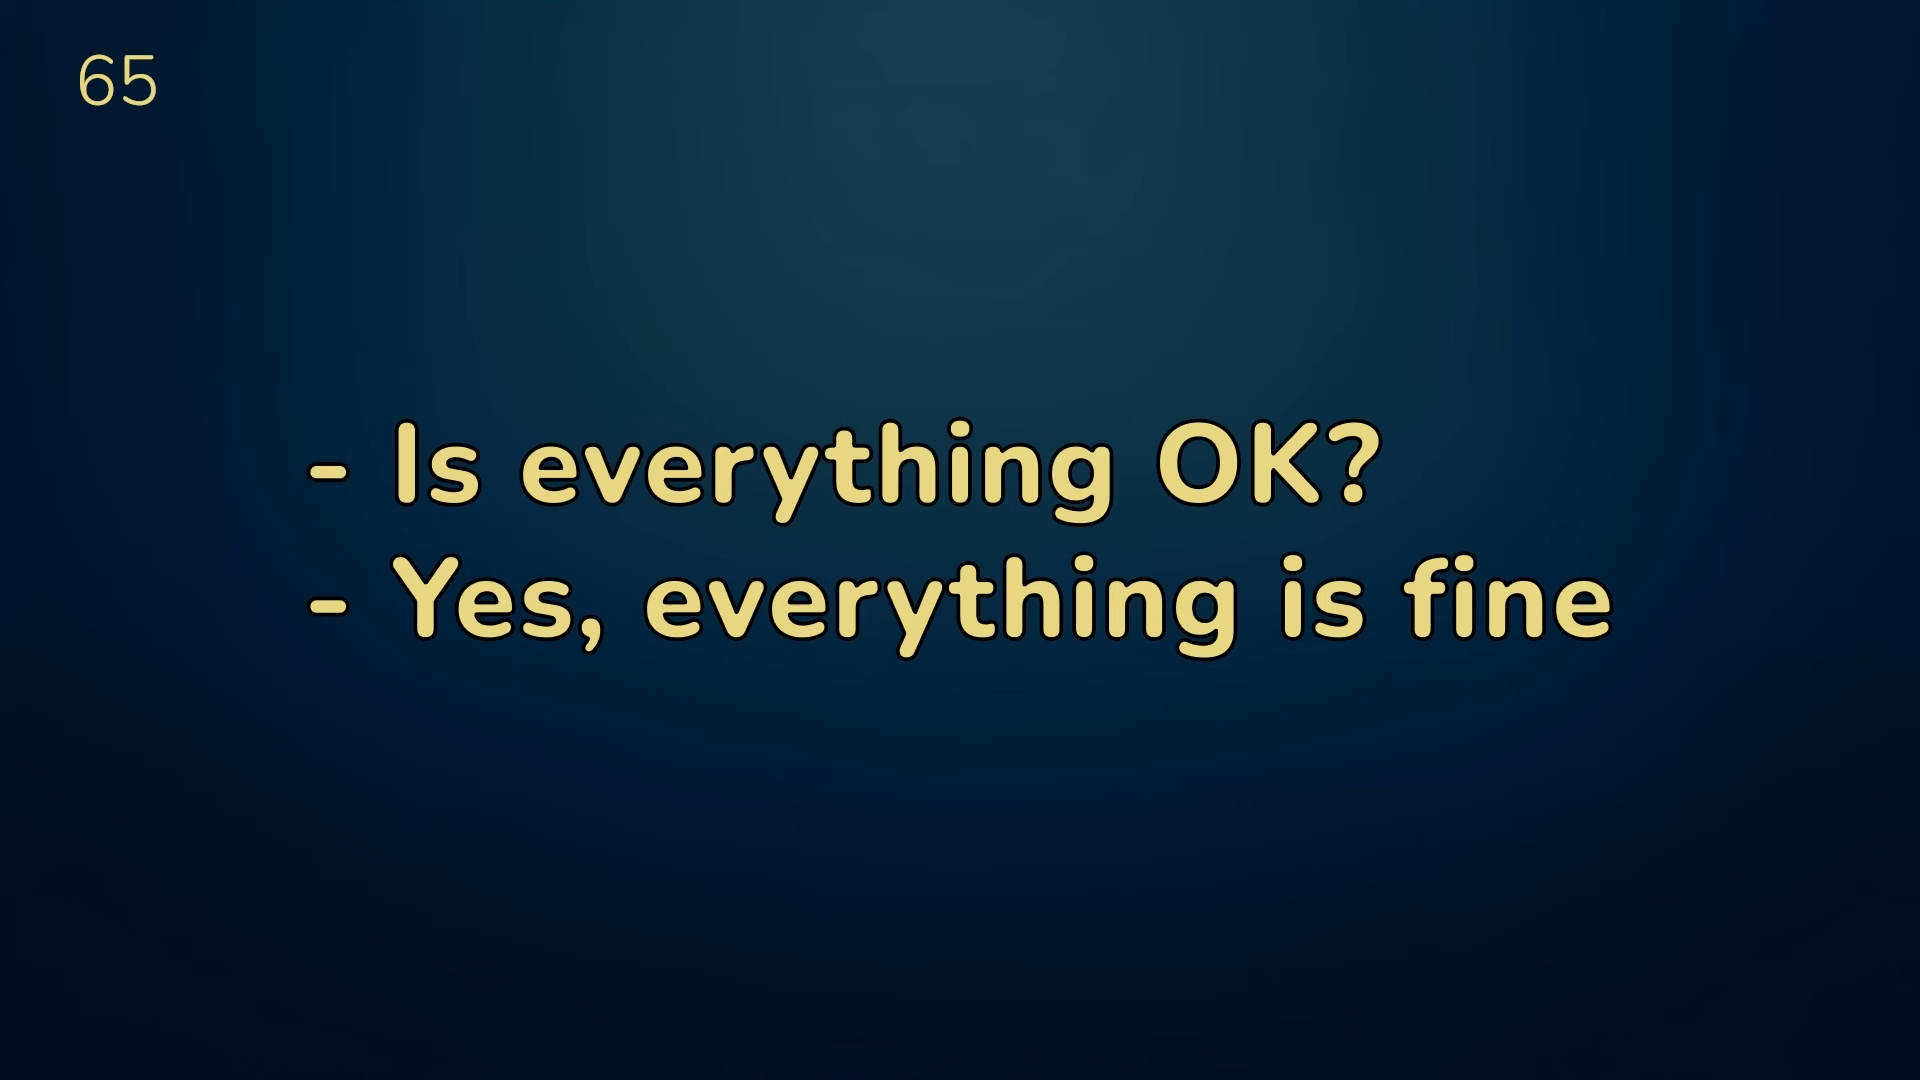 65
- Is everything OK?
- Yes, everything is fine